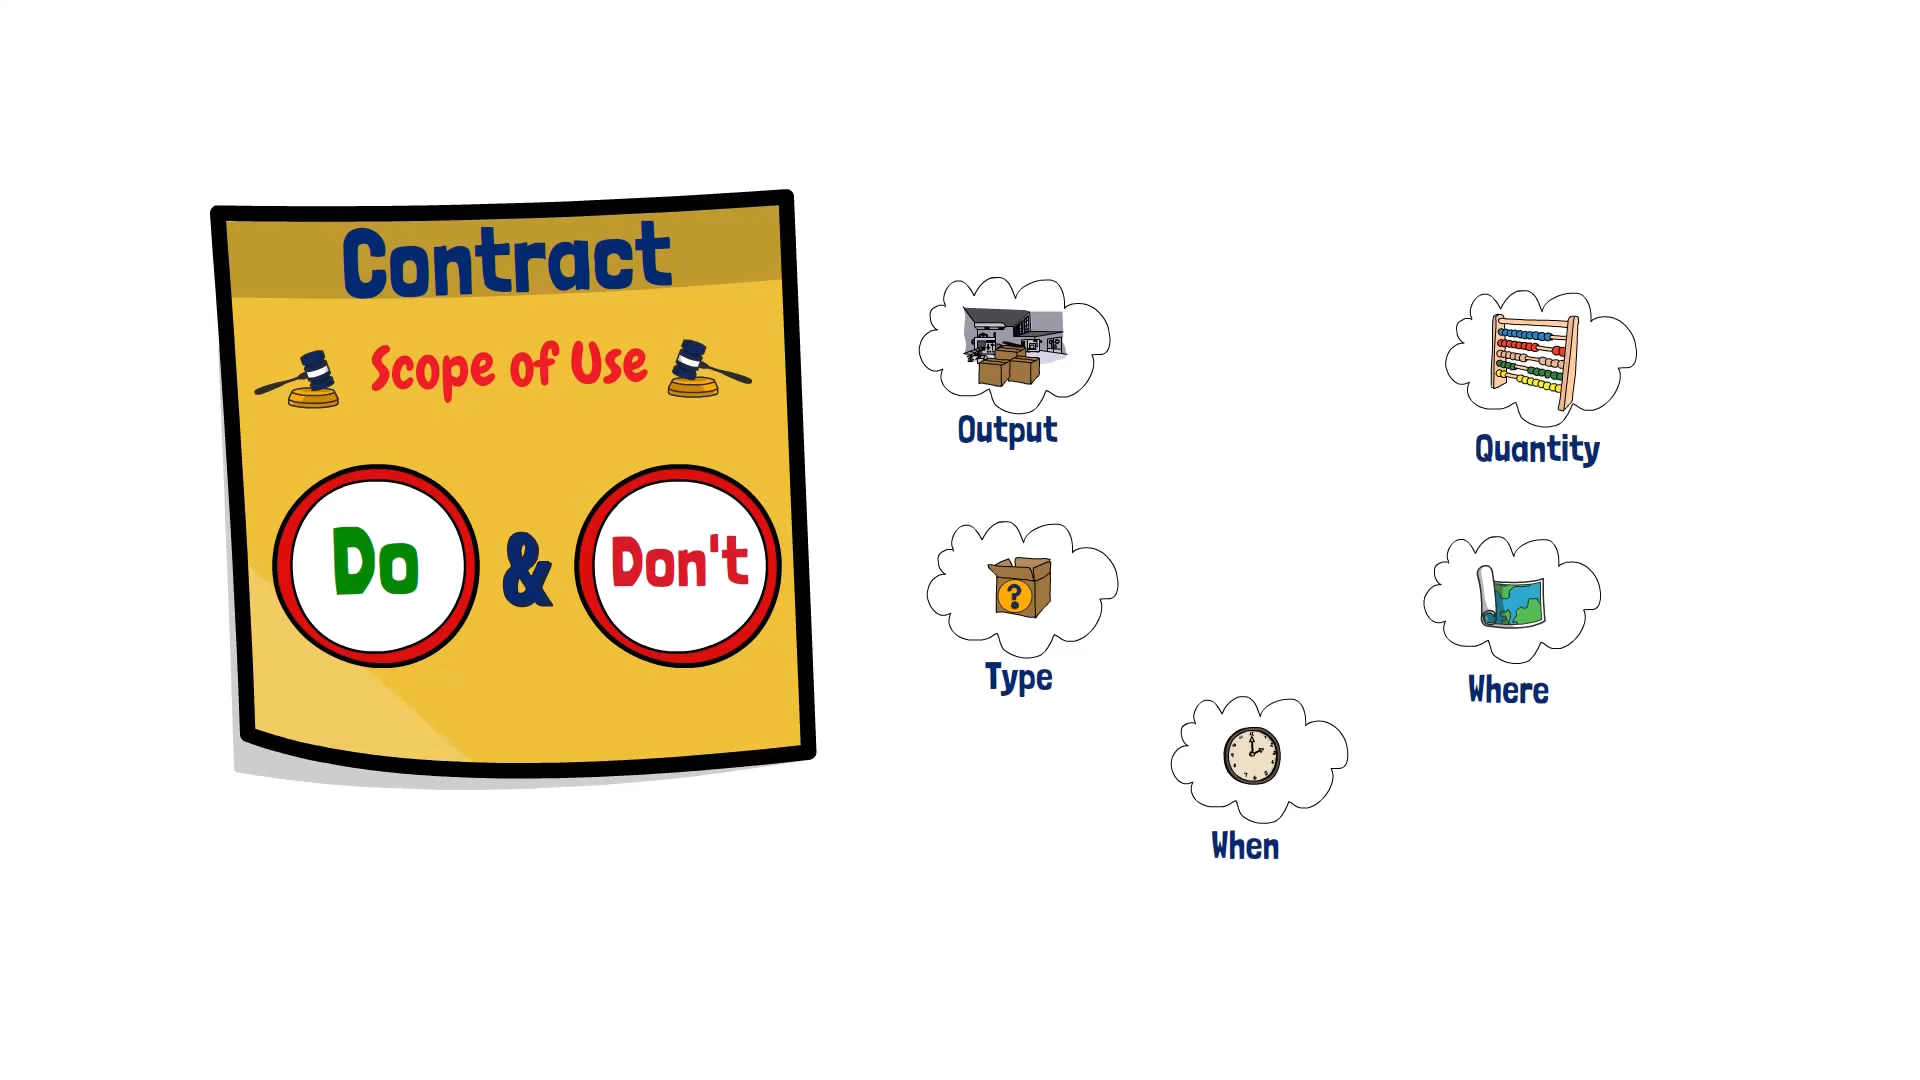 Contract
Scope of Use
Do & Don't
Output
Quantity
?
Type
Where
When